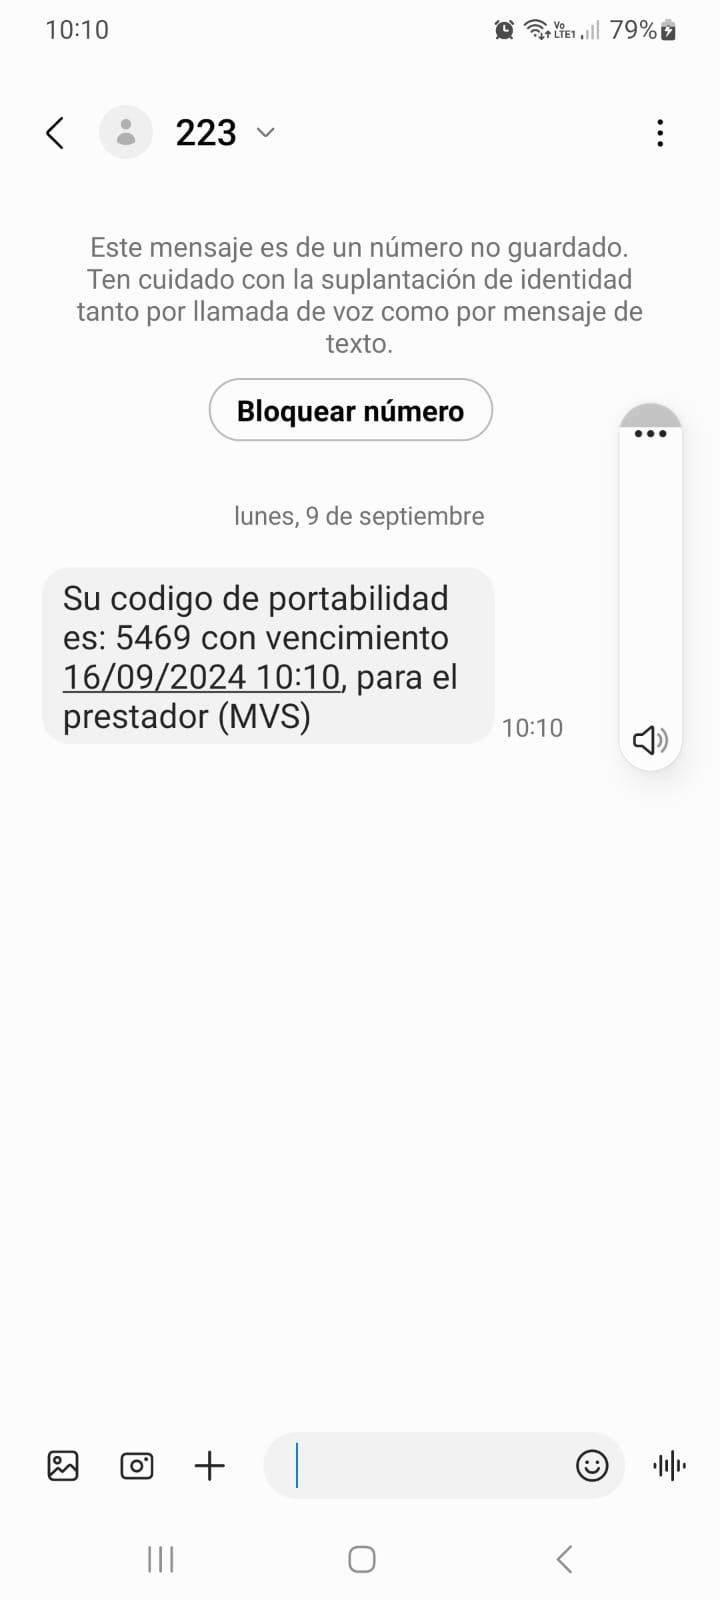 10:10
Vo
LTE1
79%
223
Este mensaje es de un número no guardado.
Ten cuidado con la suplantación de identidad
tanto por llamada de voz como por mensaje de
texto.
Bloquear número
lunes, 9 de septiembre
Su codigo de portabilidad
es: 5469 con vencimiento
16/09/2024 10:10, para el
prestador (MVS)
10:10